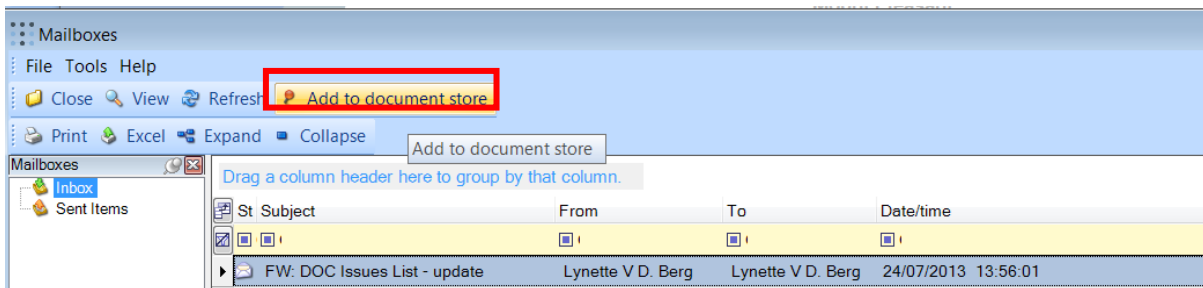 Mailboxes
File Tools Help
Close View Refresh Add to document store
Print Excel Expand Collapse
Add to document store
Mailboxes
Drag a column header here to group by that column.
Inbox
Sent Items
St Subject From To Date/time
FW: DOC Issues List - update Lynette V D. Berg Lynette V D. Berg 24/07/2013 13:56:01